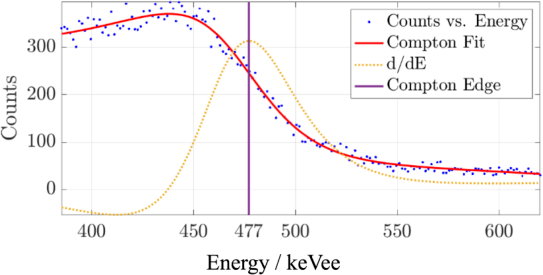 Counts vs. Energy
Compton Fit
d/dE
Compton Edge
300
200
100
0
Counts
400 450 477 500 550 600
Energy / keVee